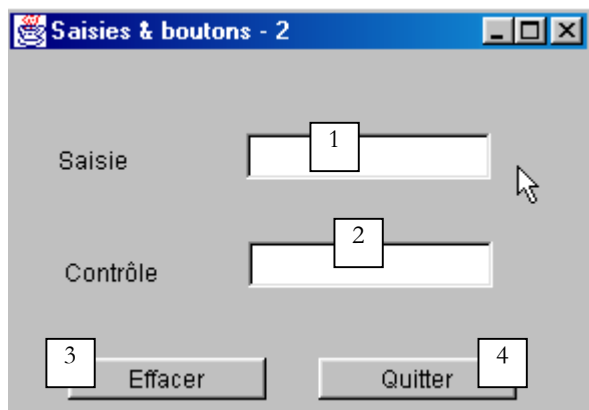 Saisies & boutons - 2
Saisie 1
2
Contrôle
3 Effacer Quitter 4